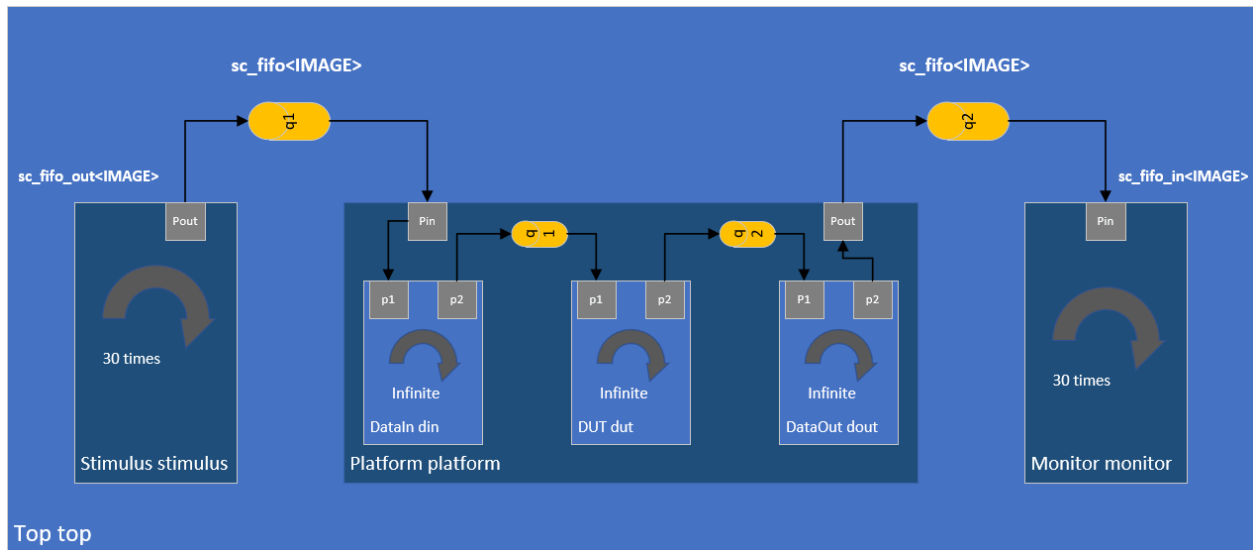 sc_fifo<IMAGE>
sc_fifo<IMAGE>
q1
q2
sc_fifo_out<IMAGE>
sc_fifo_in<IMAGE>
Pout
Pin
q
1
q
2
Pout
Pin
p1
p2
p1
p2
P1
p2
30 times
Infinite
Infinite
Infinite
30 times
DataIn din
DUT dut
DataOut dout
Stimulus stimulus
Platform platform
Monitor monitor
Top top